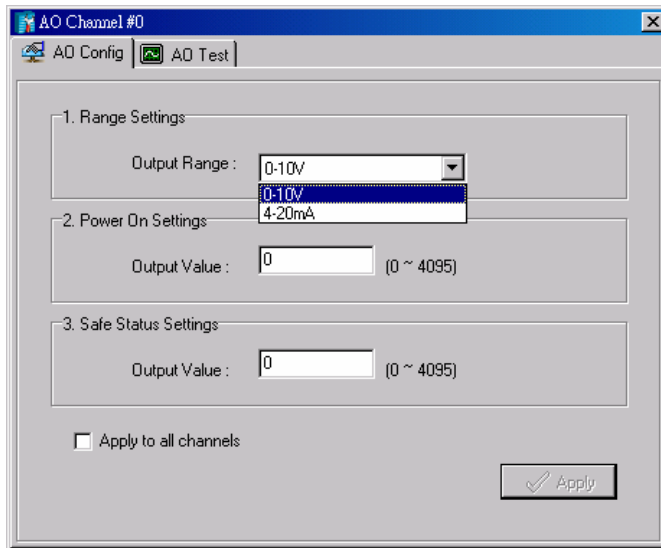 AO Channel #0
AO Config
AO Test
1. Range Settings
Output Range :
0-10V
0-10V
4-20mA
2. Power On Settings
Output Value :
0
(0 ~ 4095)
3. Safe Status Settings
Output Value :
0
(0 ~ 4095)
Apply to all channels
Apply